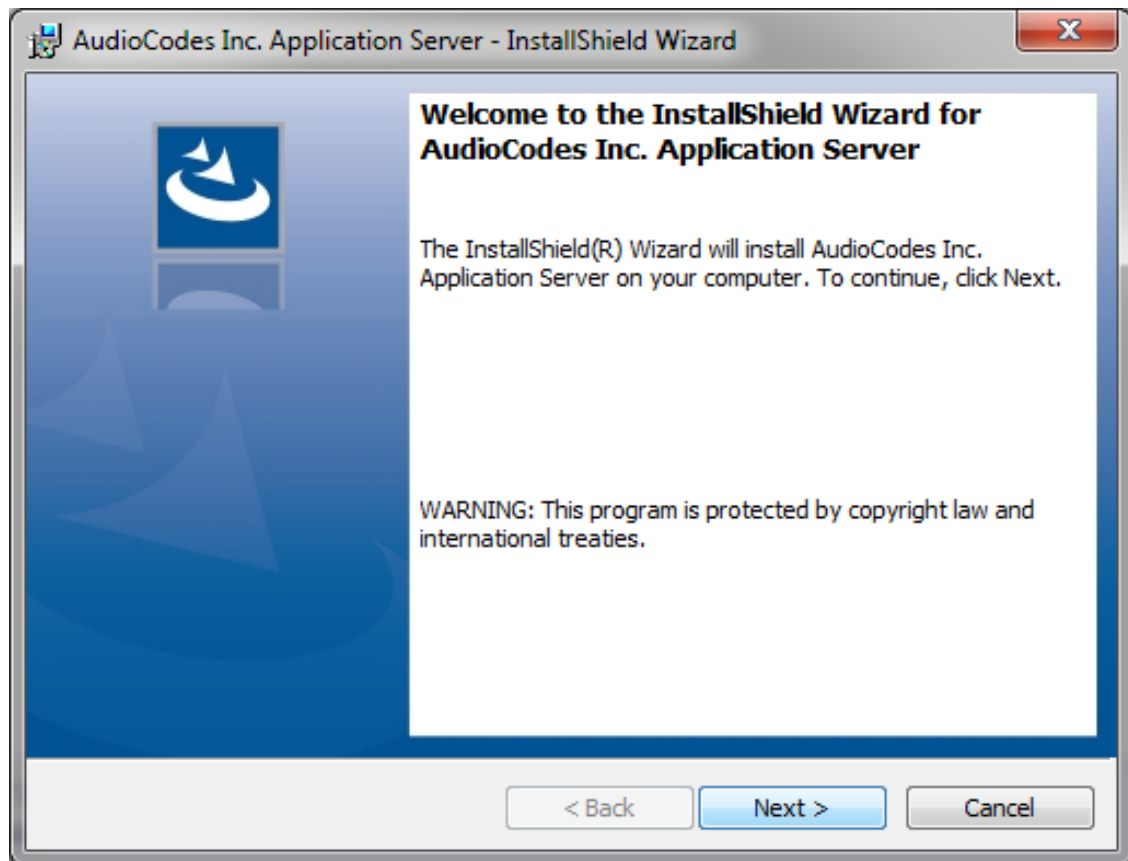 AudioCodes Inc. Application Server - InstallShield Wizard
Welcome to the InstallShield Wizard for
AudioCodes Inc. Application Server
The InstallShield(R) Wizard will install AudioCodes Inc.
Application Server on your computer. To continue, click Next.
WARNING: This program is protected by copyright law and
international treaties.
< Back
Next >
Cancel